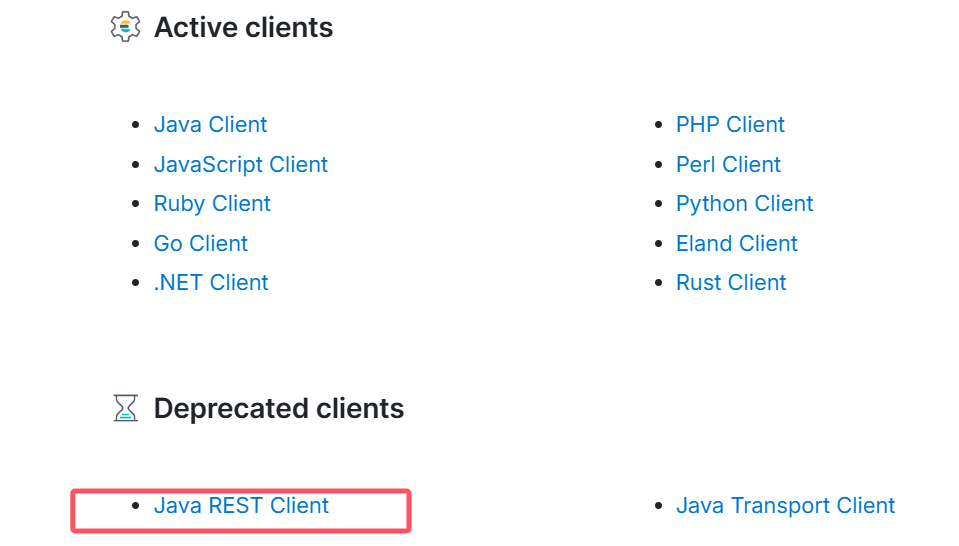 Active clients
Java Client
JavaScript Client
Ruby Client
Go Client
.NET Client
PHP Client
Perl Client
Python Client
Eland Client
Rust Client
Deprecated clients
Java REST Client
Java Transport Client